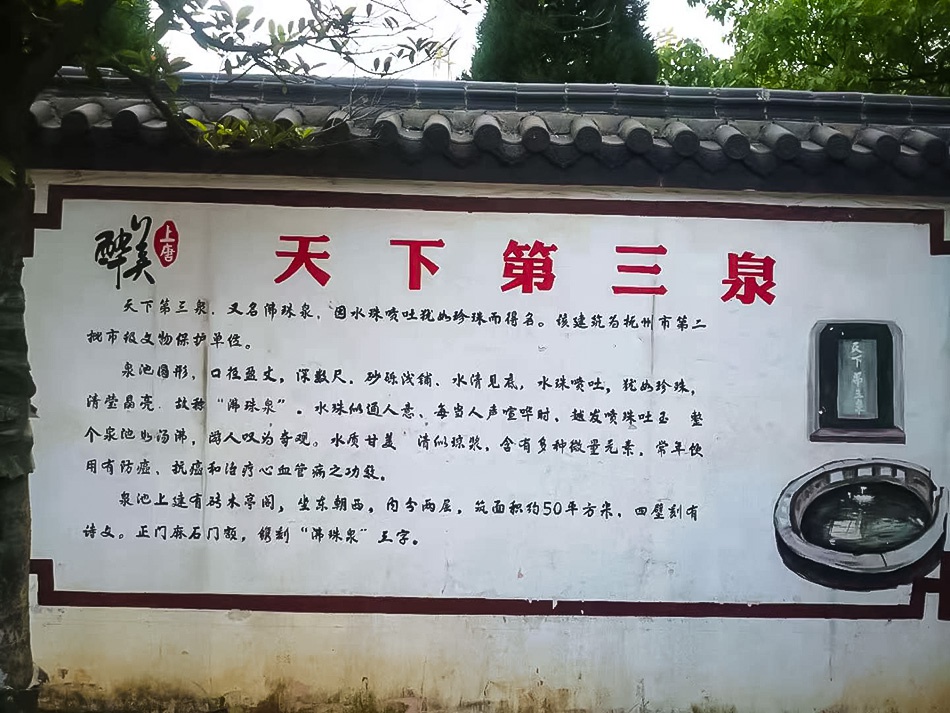 醉美
上唐
天下第三泉
天下第三泉，又名沸珠泉，因水珠喷吐犹如珍珠而得名。该建筑为抚州市第二
批市级文物保护单位。
泉池圆形，口径盈丈，深数尺。砂砾浅铺、水清见底，水珠喷吐，犹如珍珠，
清莹晶亮，故称“沸珠泉”。水珠似通人意、每当人声喧哗时，越发喷珠吐玉，整
个泉池如汤沸，游人叹为奇观。水质甘美，清似琼浆，含有多种微量元素，常年饮
用有防癌、抗癌和治疗心血管病之功效。
泉池上建有砖木亭阁，坐东朝西，内分两层，筑面积约50平方米，四壁刻有
诗文。正门麻石门额，镌刻“沸珠泉”三字。
天下第三泉